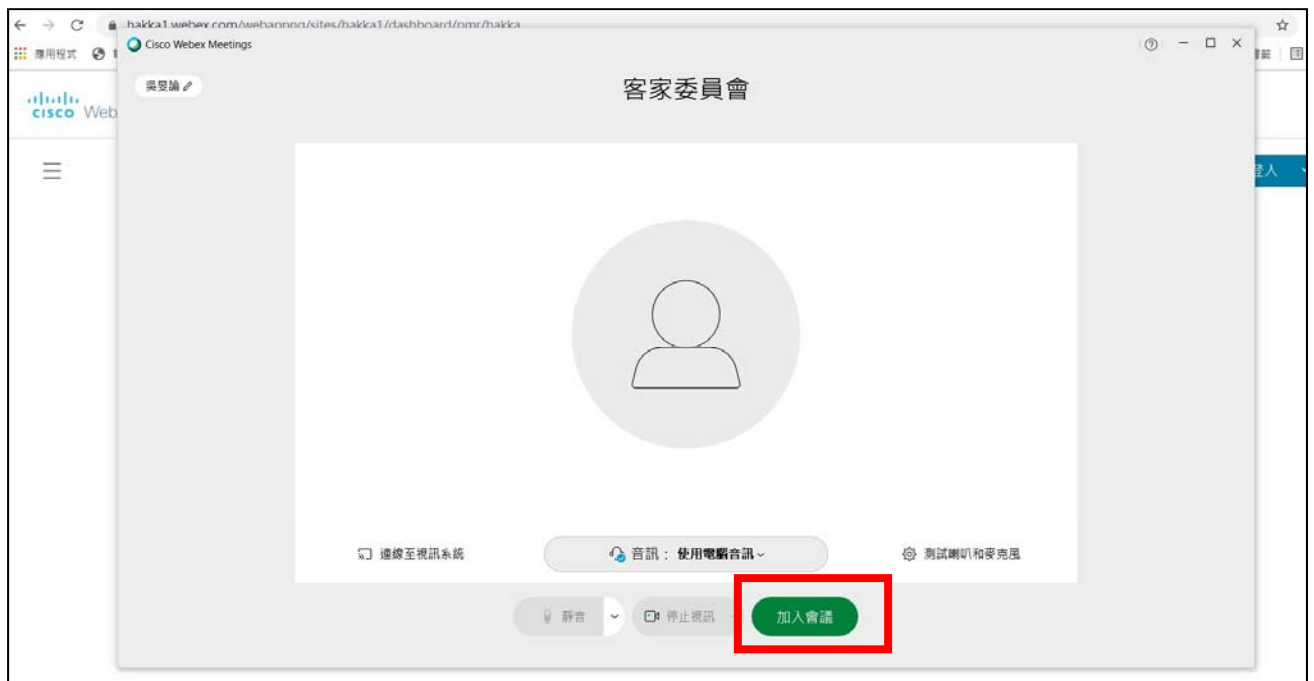 hakka1.webex.com/webappng/sites/hakka1/dashboard/pmr/hakka
應用程式
Cisco Webex Meetings
吳旻諭
客家委員會
cisco Web
登入
連線至視訊系統
音訊： 使用電腦音訊
測試喇叭和麥克風
靜音
停止視訊
加入會議